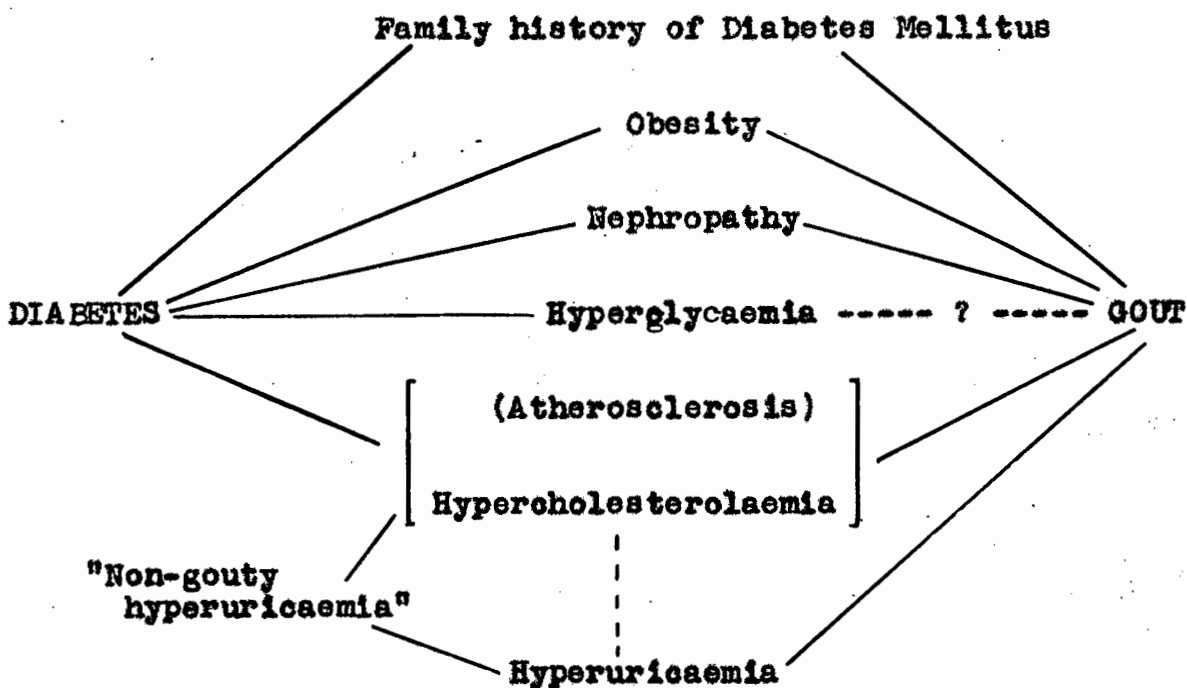 Family history of Diabetes Mellitus
Obesity
Nephropathy
DIABETES Hyperglycaemia ----- ? ----- GOUT
(Atherosclerosis)
Hypercholesterolaemia
"Non-gouty
hyperuricaemia"
Hyperuricaemia